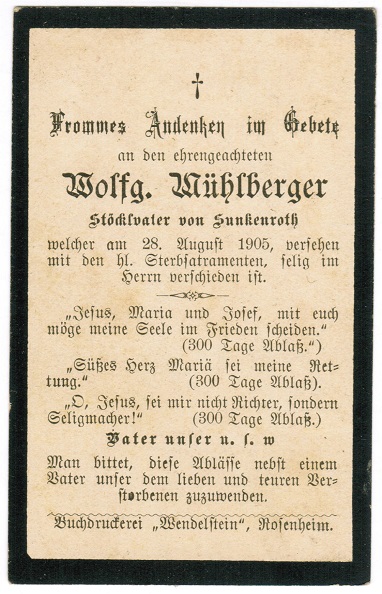 Frommes Andenken im Gebete
an den ehrengeachteten
Wolfg. Mühlberger
Stöcklvater von Sunkenroth
welcher am 28. August 1905, versehen
mit den hl. Sterbsatramenten, selig im
Herrn verschieden ist.
„Jesus, Maria und Josef, mit euch
möge meine Seele im Frieden scheiden.“
(300 Tage Ablaß.“)
„Süßes Herz Mariä sei meine Ret-
tung.“ (300 Tage Ablaß).
„O, Jesus, sei mir nicht Richter, sondern
Seligmacher!“ (300 Tage Ablaß.)
Vater unser u. s. w
Man bittet, diese Ablässe nebst einem
Vater unser dem lieben und teuren Ver-
storbenen zuzuwenden.
Buchdruckerei „Wendelstein“, Rosenheim.